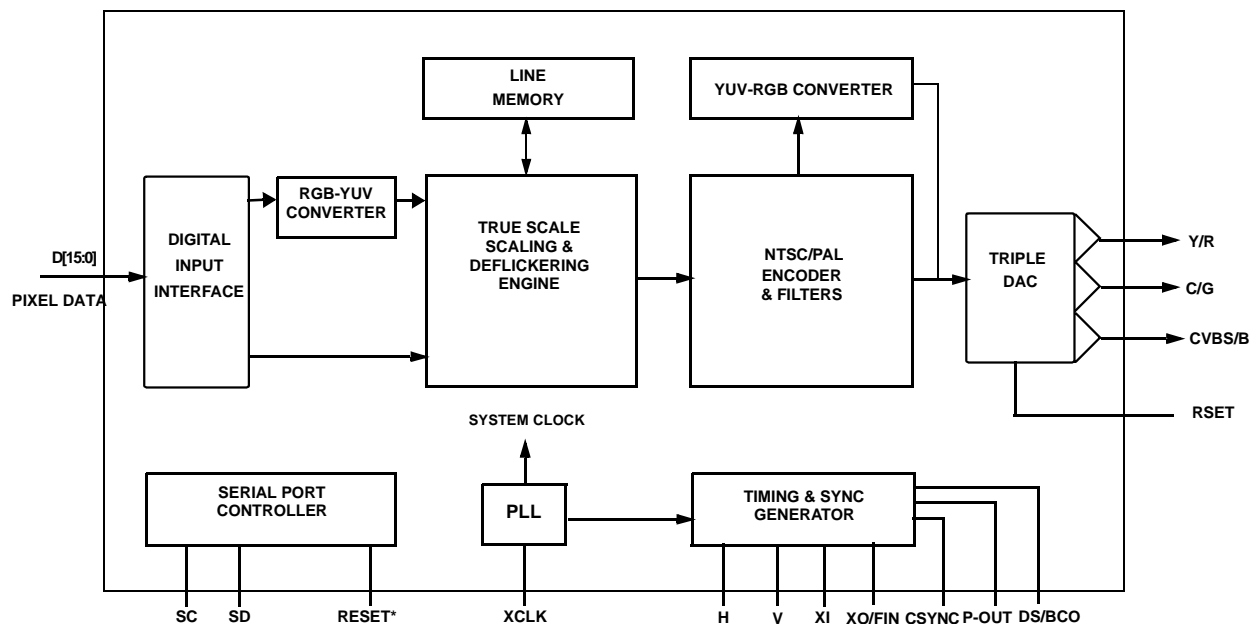 LINE
MEMORY
YUV-RGB CONVERTER
RGB-YUV
CONVERTER
D[15:0]
PIXEL DATA
DIGITAL
INPUT
INTERFACE
TRUE SCALE
SCALING &
DEFLICKERING
ENGINE
NTSC/PAL
ENCODER
& FILTERS
TRIPLE
DAC
Y/R
C/G
CVBS/B
RSET
SYSTEM CLOCK
SERIAL PORT
CONTROLLER
PLL
TIMING & SYNC
GENERATOR
SC
SD
RESET*
XCLK
H
V
XI
XO/FIN
CSYNC
P-OUT
DS/BCO